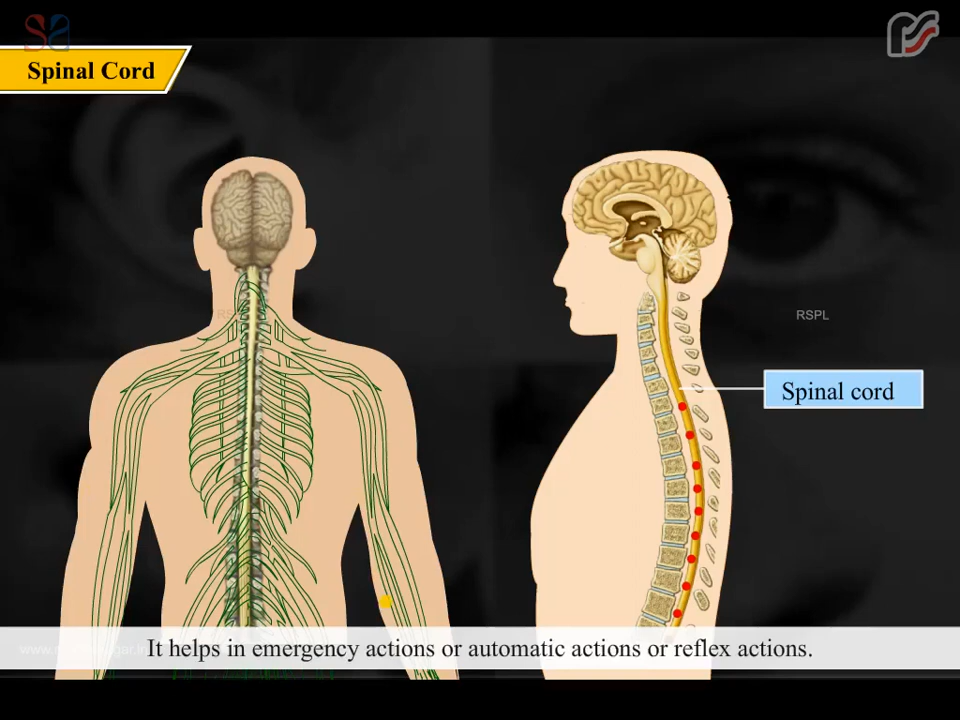 Spinal Cord
RSPL
Spinal cord
It helps in emergency actions or automatic actions or reflex actions.